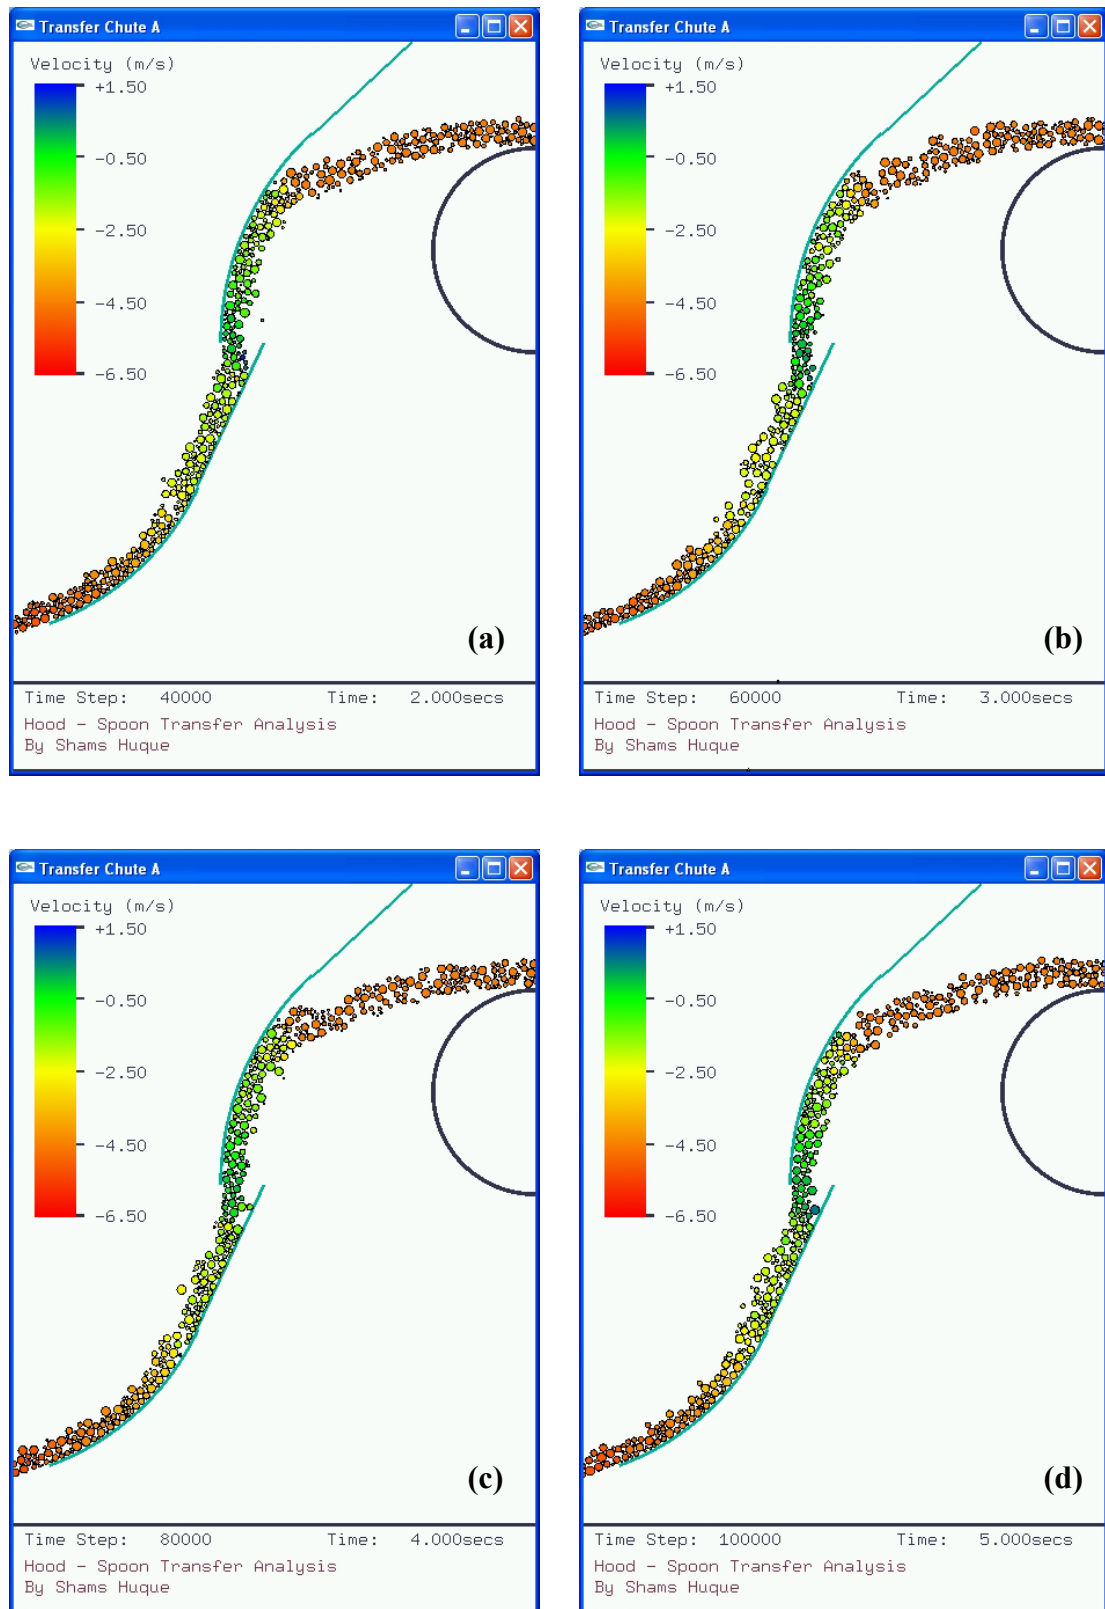 Transfer Chute A
Velocity (m/s)
+1.50
-0.50
-2.50
-4.50
-6.50
(a)
Time Step: 40000 Time: 2.000secs
Hood - Spoon Transfer Analysis
By Shams Huque
Transfer Chute A
Velocity (m/s)
+1.50
-0.50
-2.50
-4.50
-6.50
(b)
Time Step: 60000 Time: 3.000secs
Hood - Spoon Transfer Analysis
By Shams Huque
Transfer Chute A
Velocity (m/s)
+1.50
-0.50
-2.50
-4.50
-6.50
(c)
Time Step: 80000 Time: 4.000secs
Hood - Spoon Transfer Analysis
By Shams Huque
Transfer Chute A
Velocity (m/s)
+1.50
-0.50
-2.50
-4.50
-6.50
(d)
Time Step: 100000 Time: 5.000secs
Hood - Spoon Transfer Analysis
By Shams Huque